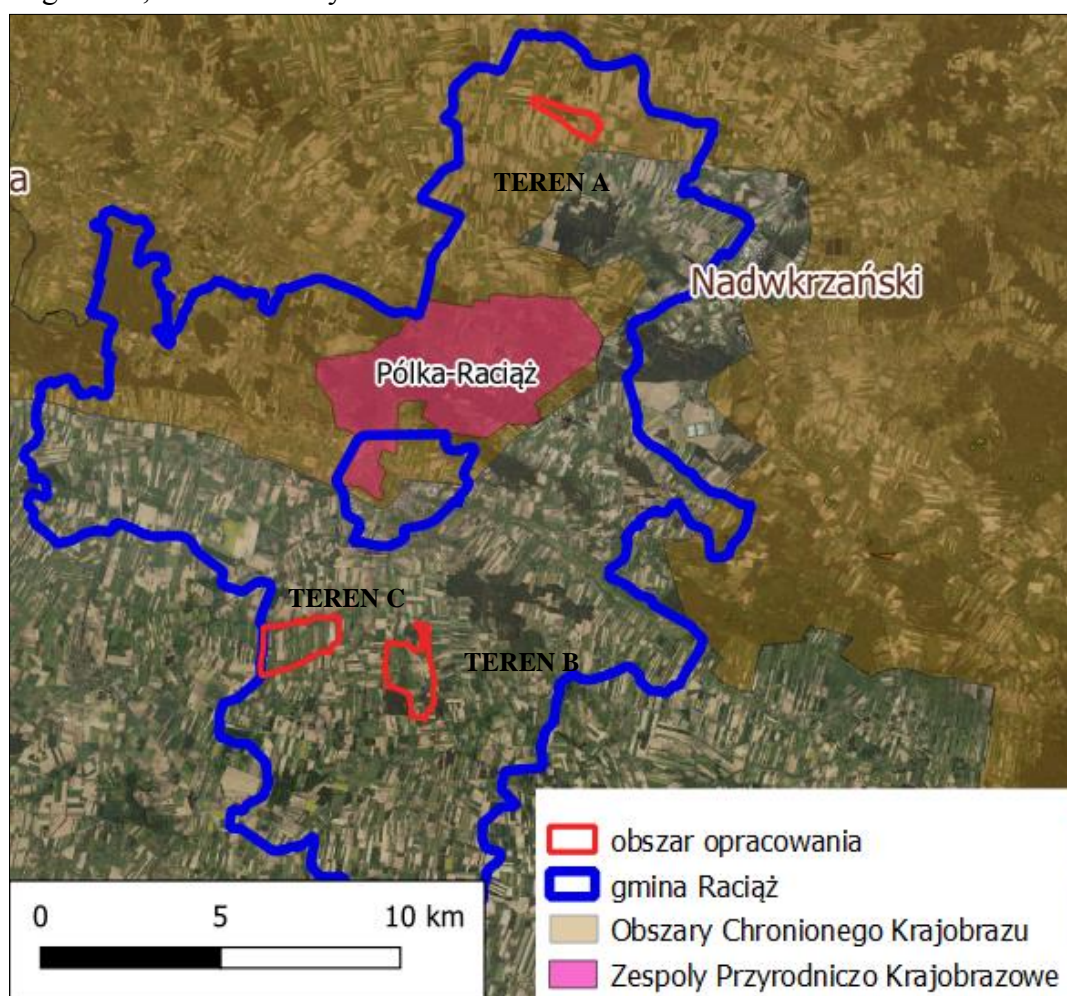 a
TEREN A
Nadwkrzański
Pólka-Raciąż
TEREN C
TEREN B
obszar opracowania
gmina Raciąż
Obszary Chronionego Krajobrazu
Zespoly Przyrodniczo Krajobrazowe
0 5 10 km